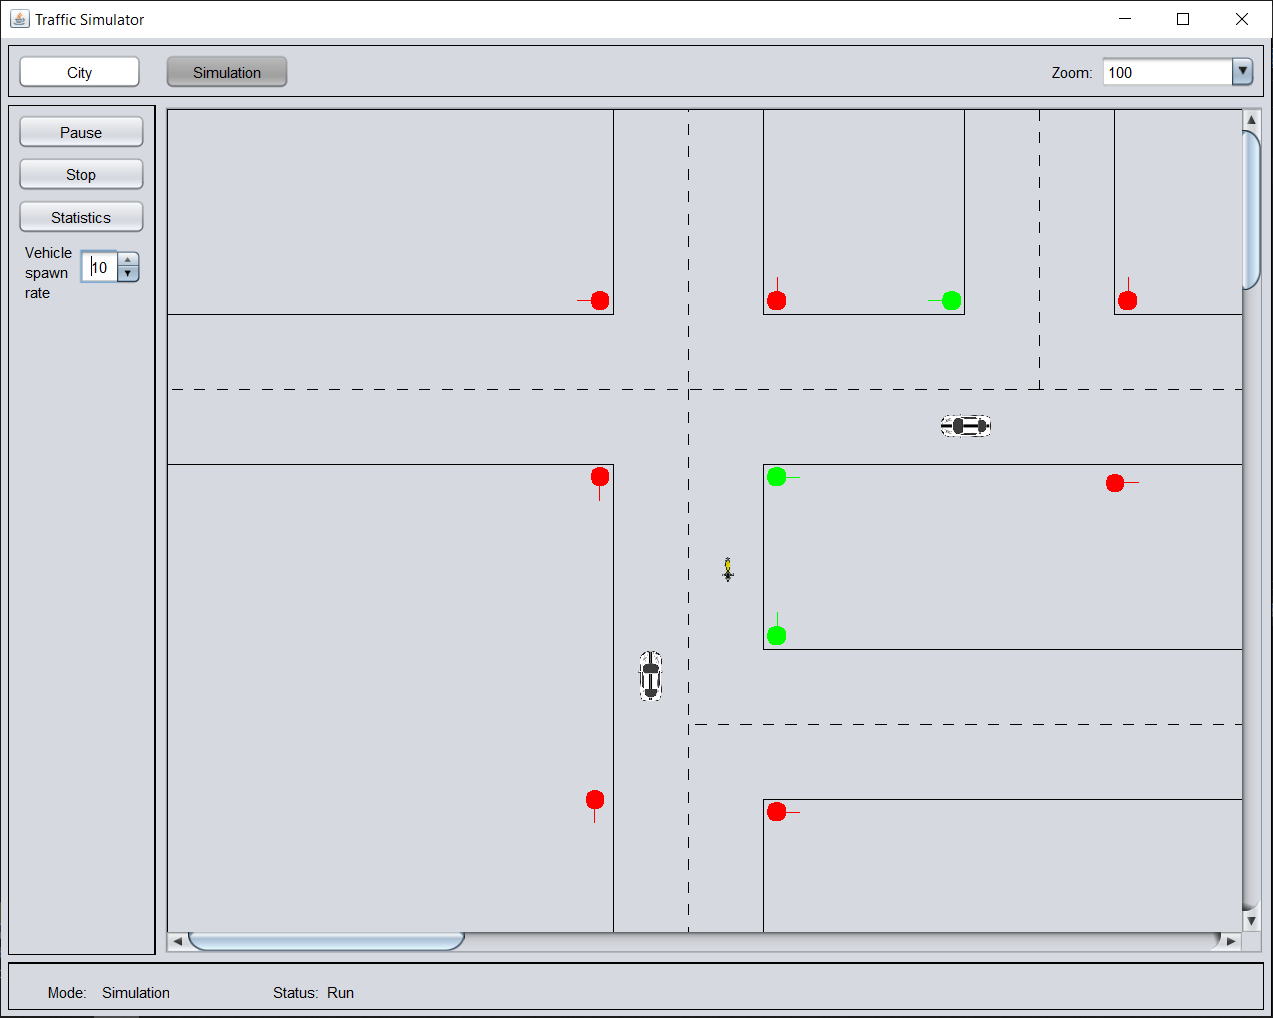 Traffic Simulator
City
Simulation
Zoom:
100
Pause
Stop
Statistics
Vehicle
spawn
rate
10
Mode: Simulation
Status: Run